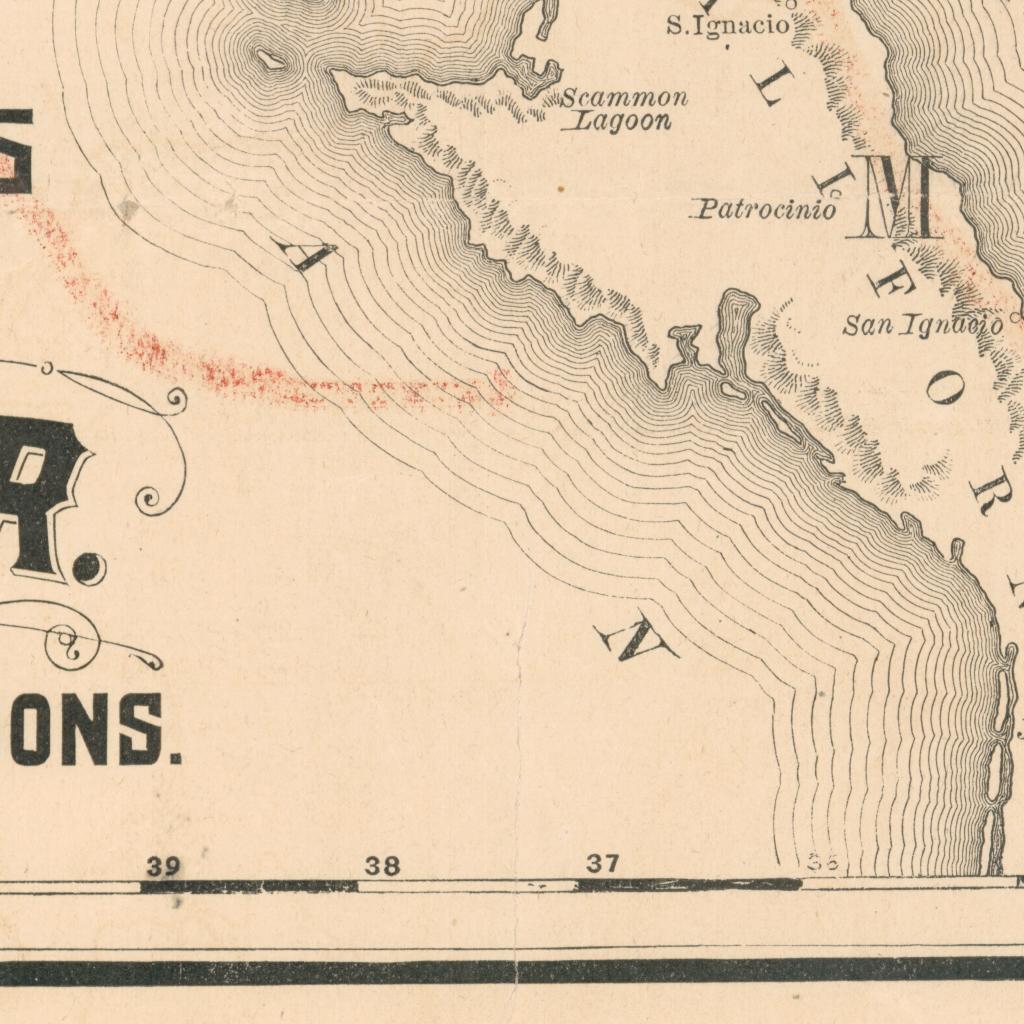 S. Ignacio
Scammon
Lagoon
L
I
Patrocinio
M
A
F
San Ignacio
O
R
R.
N
N
ONS.
39 38 37 36